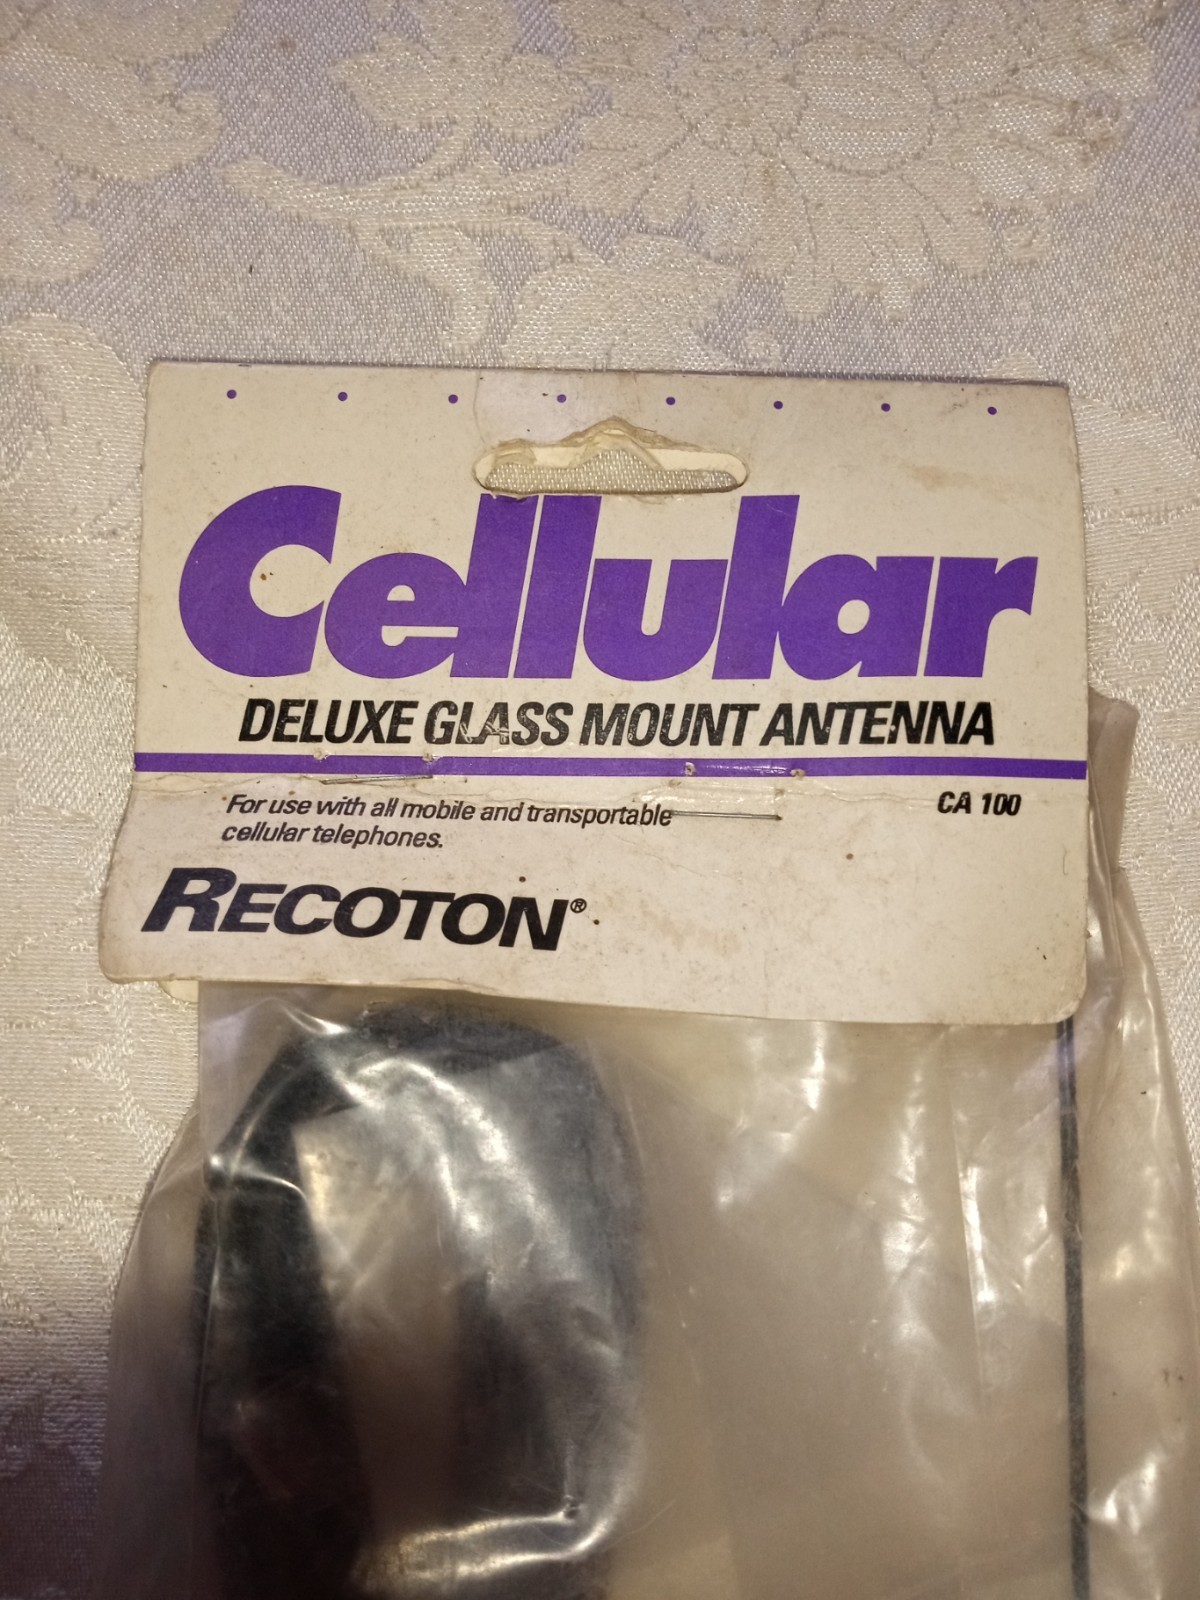 Cellular
DELUXE GLASS MOUNT ANTENNA
For use with all mobile and transportable
cellular telephones.
CA 100
RECOTON®